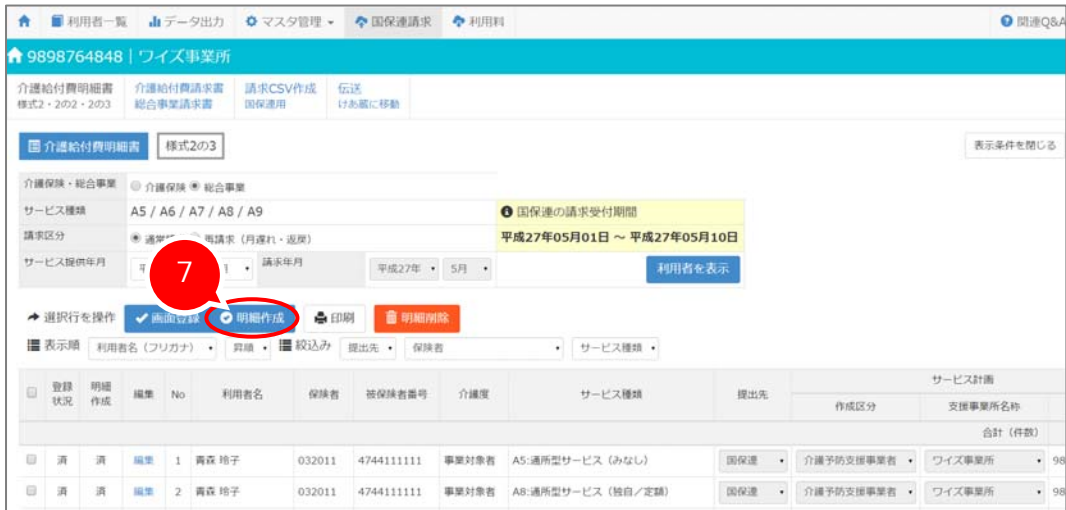 利用者一覧 データ出力 マスタ管理 国保連請求 利用料 関連Q&A
9898764848 | ワイズ事業所
介護給付費明細書 介護給付費請求書 請求CSV作成 伝送
様式2・2の2・2の3 総合事業請求書 国保連用 けあ蔵に移動
介護給付費明細書 様式2の3 表示条件を閉じる
介護保険・総合事業 介護保険 総合事業
サービス種類 A5 / A6 / A7 / A8 / A9 国保連の請求受付期間
請求区分 通常 再請求(月遅れ・返戻) 平成27年05月01日 ~ 平成27年05月10日
サービス提供年月 請求年月 平成27年 5月 利用者を表示
7
選択行を操作 画面登録 明細作成 印刷 明細削除
表示順 利用者名(フリガナ) 昇順 絞込み 提出先 保険者 サービス種類
登録状況 明細作成 編集 No 利用者名 保険者 被保険者番号 介護度 サービス種類 提出先 サービス計画
作成区分 支援事業所名称
合計(件数)
済 済 編集 1 青森 玲子 032011 4744111111 事業対象者 A5:通所型サービス(みなし) 国保連 介護予防支援事業者 ワイズ事業所 98
済 済 編集 2 青森 玲子 032011 4744111111 事業対象者 A8:通所型サービス(独自/定額) 国保連 介護予防支援事業者 ワイズ事業所 98